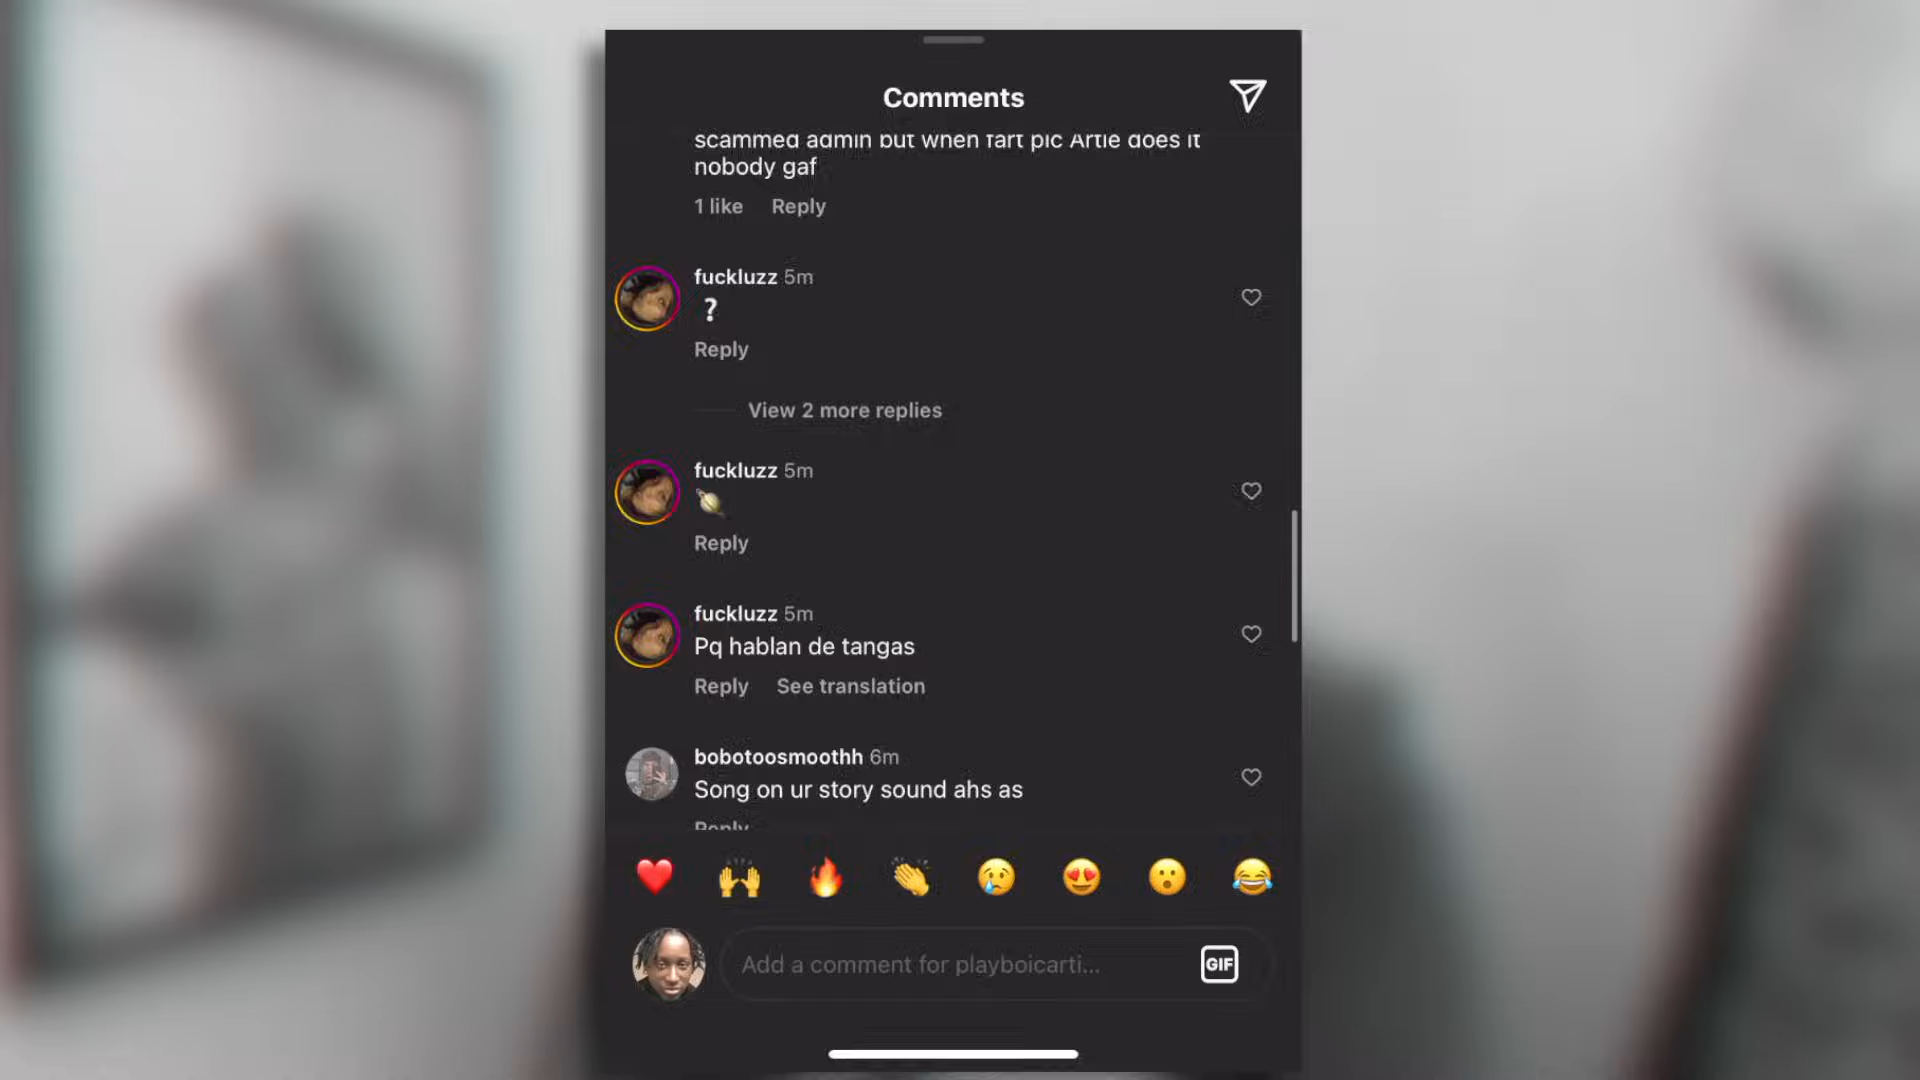 Comments
scammed admin but when fart pic Artie does it
nobody gaf
1 like Reply
fuckluzz 5m
❔
Reply
View 2 more replies
fuckluzz 5m
🪐
Reply
fuckluzz 5m
Pq hablan de tangas
Reply See translation
bobotoosmoothh 6m
Song on ur story sound ahs as
Reply
Add a comment for playboicarti...
GIF